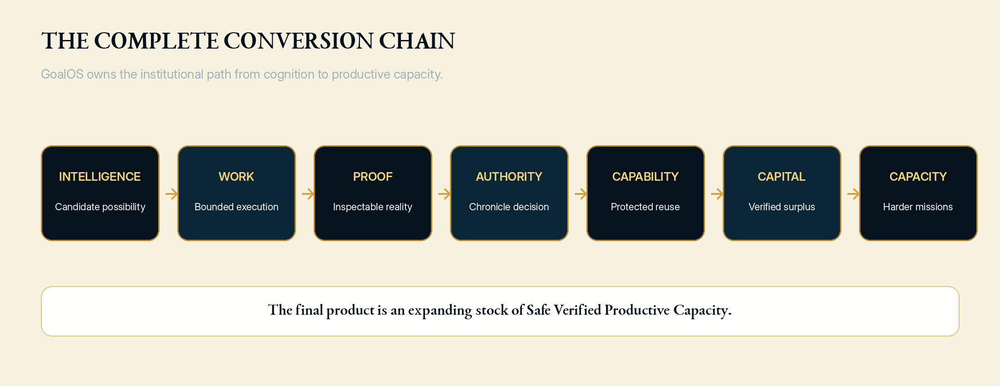 THE COMPLETE CONVERSION CHAIN
GoalOS owns the institutional path from cognition to productive capacity.
INTELLIGENCE
Candidate possibility
→
WORK
Bounded execution
→
PROOF
Inspectable reality
→
AUTHORITY
Chronicle decision
→
CAPABILITY
Protected reuse
→
CAPITAL
Verified surplus
→
CAPACITY
Harder missions
The final product is an expanding stock of Safe Verified Productive Capacity.